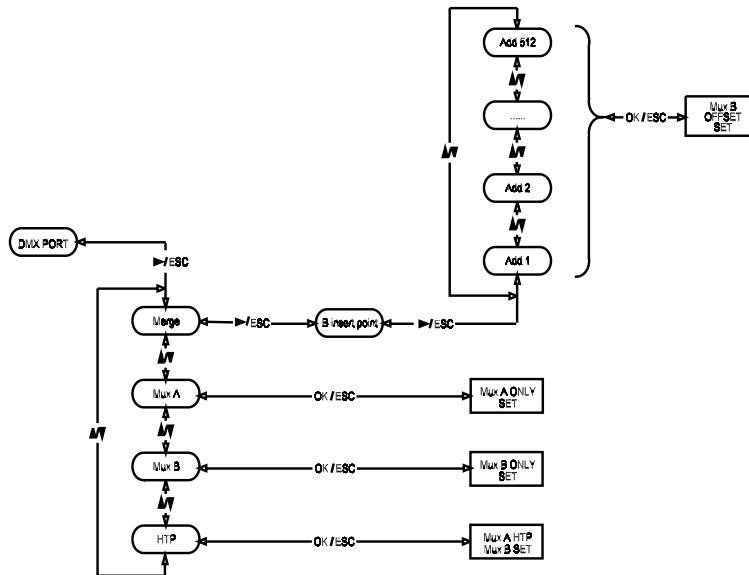 Add 512
......
Add 2
Add 1
OK / ESC
Mux B
OFFSET
SET
DMX PORT
►/ ESC
Merge
►/ ESC
B insert point
►/ ESC
Mux A
OK / ESC
Mux A ONLY
SET
Mux B
OK / ESC
Mux B ONLY
SET
HTP
OK / ESC
Mux A HTP
Mux B SET